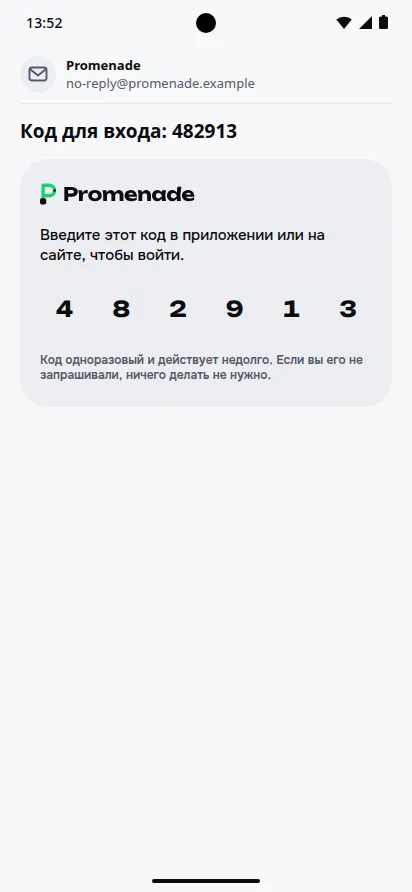 13:52
Promenade
no-reply@promenade.example
Код для входа: 482913
Promenade
Введите этот код в приложении или на
сайте, чтобы войти.
4 8 2 9 1 3
Код одноразовый и действует недолго. Если вы его не
запрашивали, ничего делать не нужно.